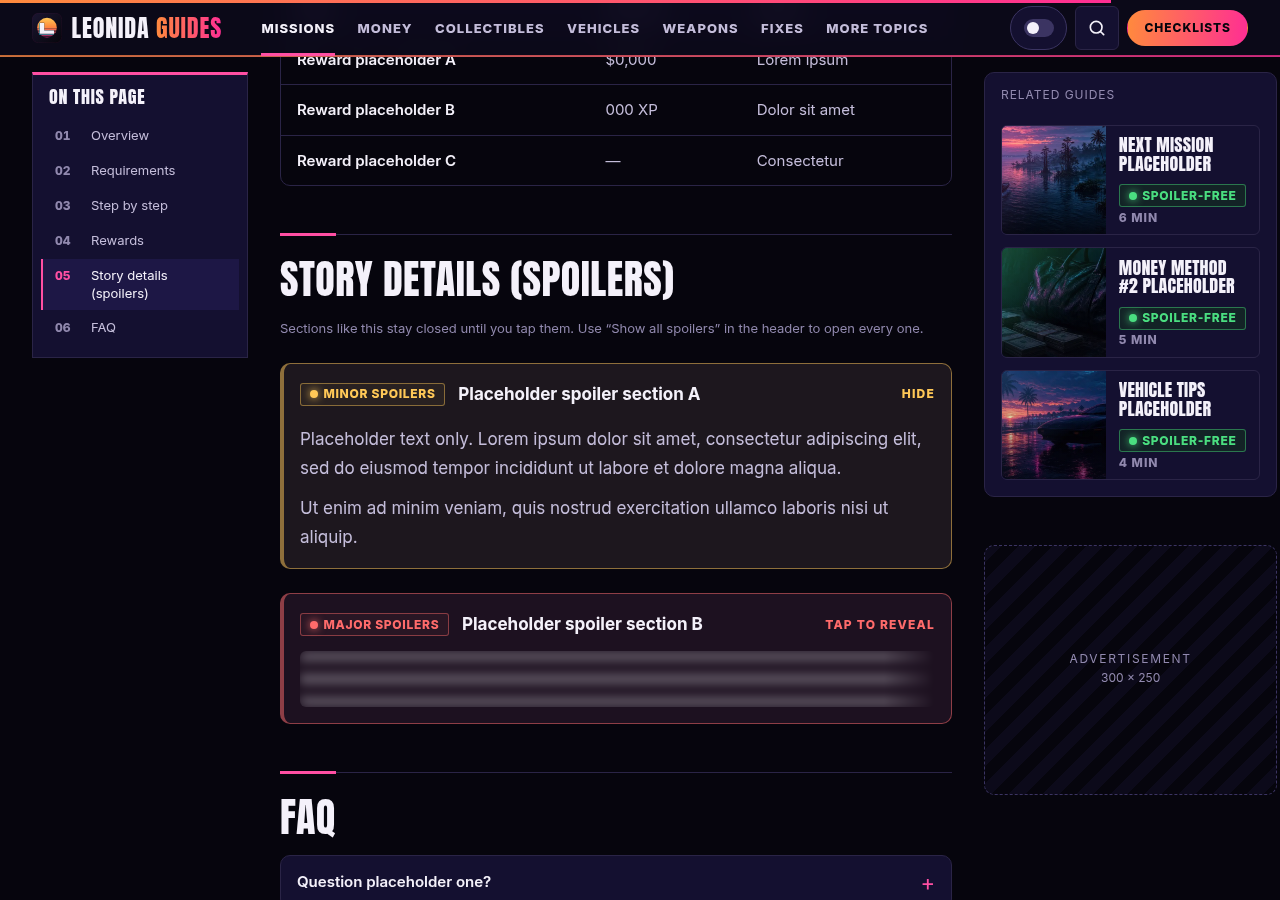 LEONIDA GUIDES
MISSIONS MONEY COLLECTIBLES VEHICLES WEAPONS FIXES MORE TOPICS
CHECKLISTS
ON THIS PAGE
01 Overview
02 Requirements
03 Step by step
04 Rewards
05 Story details
(spoilers)
06 FAQ
Reward placeholder A $0,000 Lorem ipsum
Reward placeholder B 000 XP Dolor sit amet
Reward placeholder C — Consectetur
STORY DETAILS (SPOILERS)
Sections like this stay closed until you tap them. Use “Show all spoilers” in the header to open every one.
MINOR SPOILERS Placeholder spoiler section A HIDE
Placeholder text only. Lorem ipsum dolor sit amet, consectetur adipiscing elit,
sed do eiusmod tempor incididunt ut labore et dolore magna aliqua.
Ut enim ad minim veniam, quis nostrud exercitation ullamco laboris nisi ut
aliquip.
MAJOR SPOILERS Placeholder spoiler section B TAP TO REVEAL
FAQ
Question placeholder one? +
RELATED GUIDES
NEXT MISSION
PLACEHOLDER
SPOILER-FREE
6 MIN
MONEY METHOD
#2 PLACEHOLDER
SPOILER-FREE
5 MIN
VEHICLE TIPS
PLACEHOLDER
SPOILER-FREE
4 MIN
ADVERTISEMENT
300 × 250